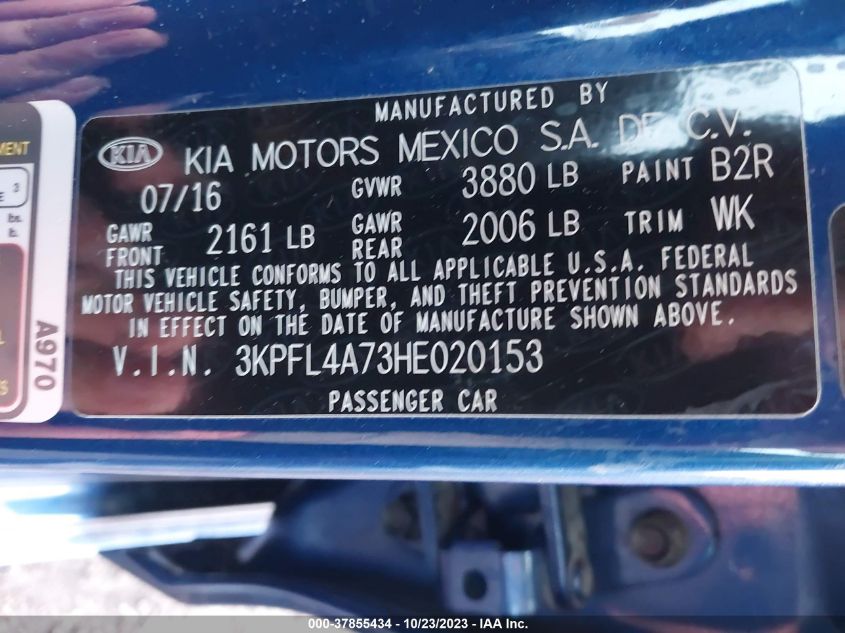 MANUFACTURED BY
KIA KIA MOTORS MEXICO S.A. DE C.V.
07/16 GVWR 3880 LB PAINT B2R
GAWR FRONT 2161 LB GAWR REAR 2006 LB TRIM WK
THIS VEHICLE CONFORMS TO ALL APPLICABLE U.S.A. FEDERAL
MOTOR VEHICLE SAFETY, BUMPER, AND THEFT PREVENTION STANDARDS
IN EFFECT ON THE DATE OF MANUFACTURE SHOWN ABOVE.
V.I.N. 3KPFL4A73HE020153
PASSENGER CAR
3
A970
000-37855434 - 10/23/2023 - IAA Inc.